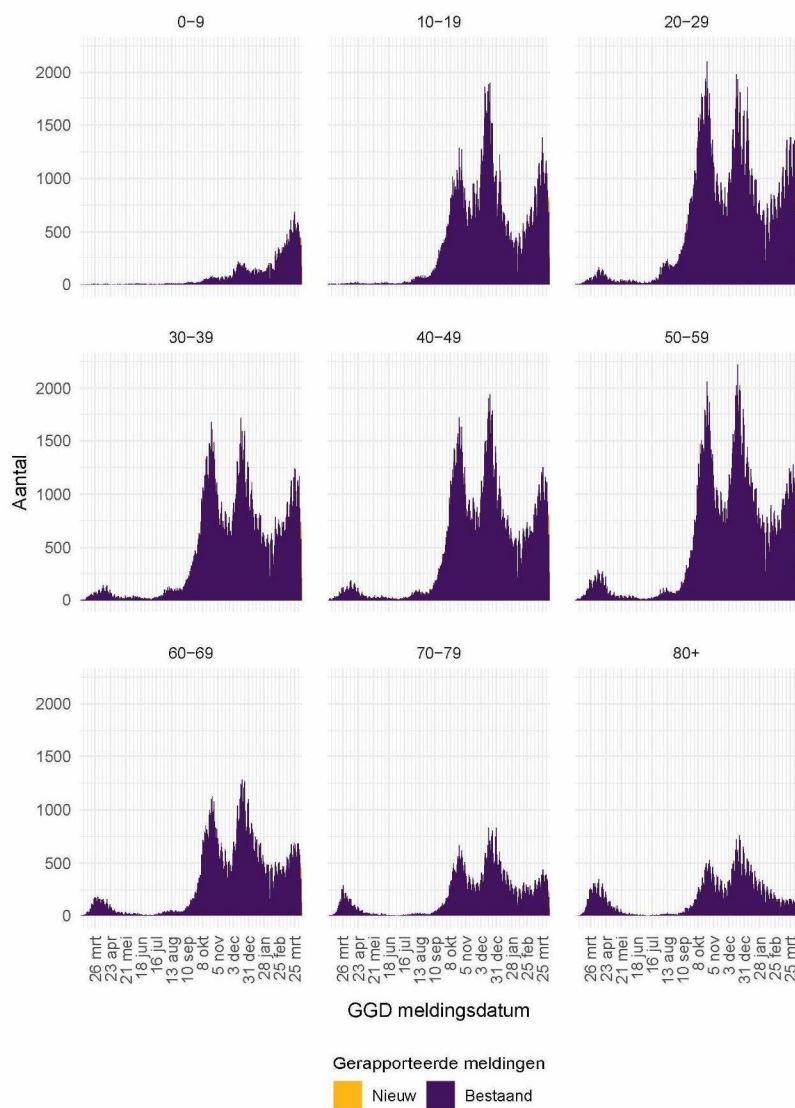 0−9 10−19 20−29
2000
1500
1000
500
0
30−39 40−49 50−59
2000
1500
1000
500
0
Aantal
60−69 70−79 80+
2000
1500
1000
500
0
26 mrt 23 apr 21 mei 18 jun 16 jul 13 aug 10 sep 8 okt 5 nov 3 dec 31 dec 28 jan 25 feb 25 mrt
26 mrt 23 apr 21 mei 18 jun 16 jul 13 aug 10 sep 8 okt 5 nov 3 dec 31 dec 28 jan 25 feb 25 mrt
26 mrt 23 apr 21 mei 18 jun 16 jul 13 aug 10 sep 8 okt 5 nov 3 dec 31 dec 28 jan 25 feb 25 mrt
GGD meldingsdatum
Gerapporteerde meldingen
Nieuw Bestaand